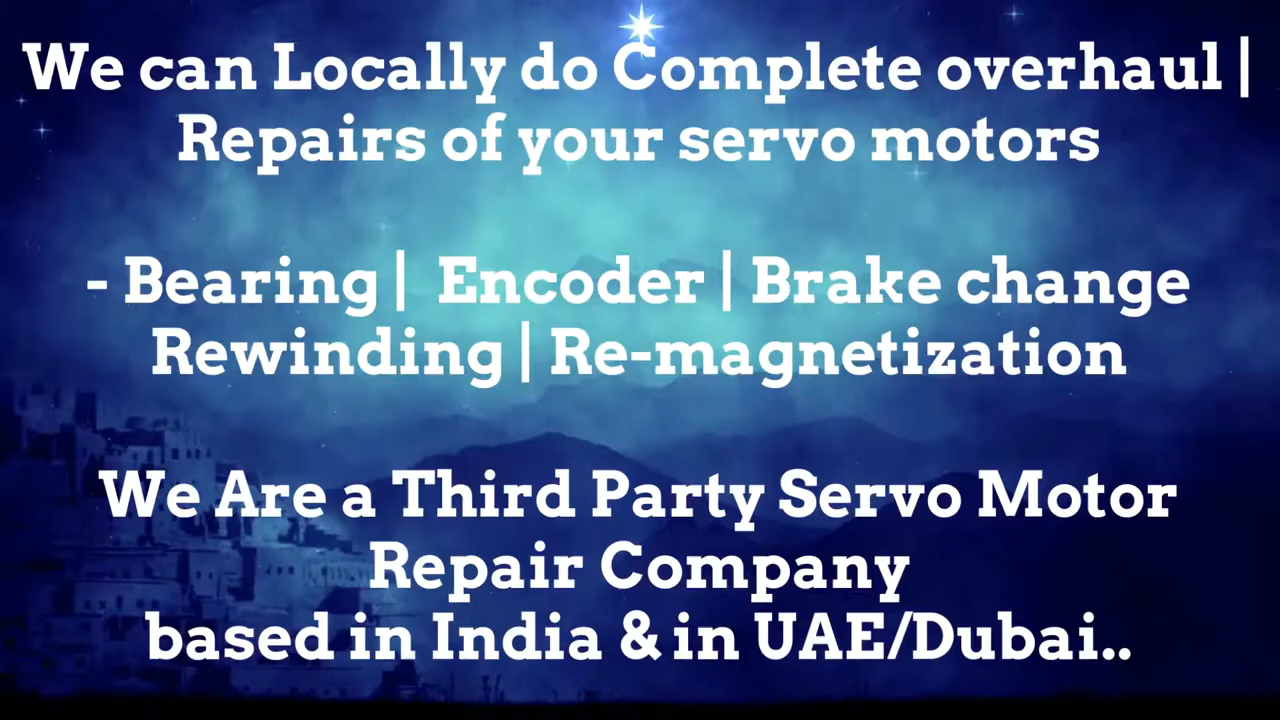 We can Locally do Complete overhaul |
Repairs of your servo motors
- Bearing | Encoder | Brake change
Rewinding | Re-magnetization
We Are a Third Party Servo Motor
Repair Company
based in India & in UAE/Dubai..